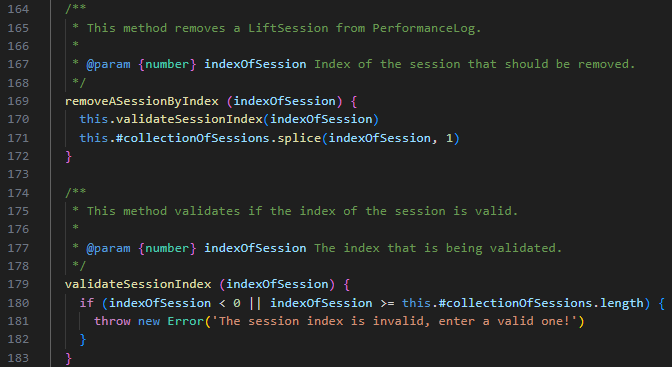 164 /**
165 * This method removes a LiftSession from PerformanceLog.
166 *
167 * @param {number} indexOfSession Index of the session that should be removed.
168 */
169 removeASessionByIndex (indexOfSession) {
170 this.validateSessionIndex(indexOfSession)
171 this.#collectionOfSessions.splice(indexOfSession, 1)
172 }
173
174 /**
175 * This method validates if the index of the session is valid.
176 *
177 * @param {number} indexOfSession The index that is being validated.
178 */
179 validateSessionIndex (indexOfSession) {
180 if (indexOfSession < 0 || indexOfSession >= this.#collectionOfSessions.length) {
181 throw new Error('The session index is invalid, enter a valid one!')
182 }
183 }